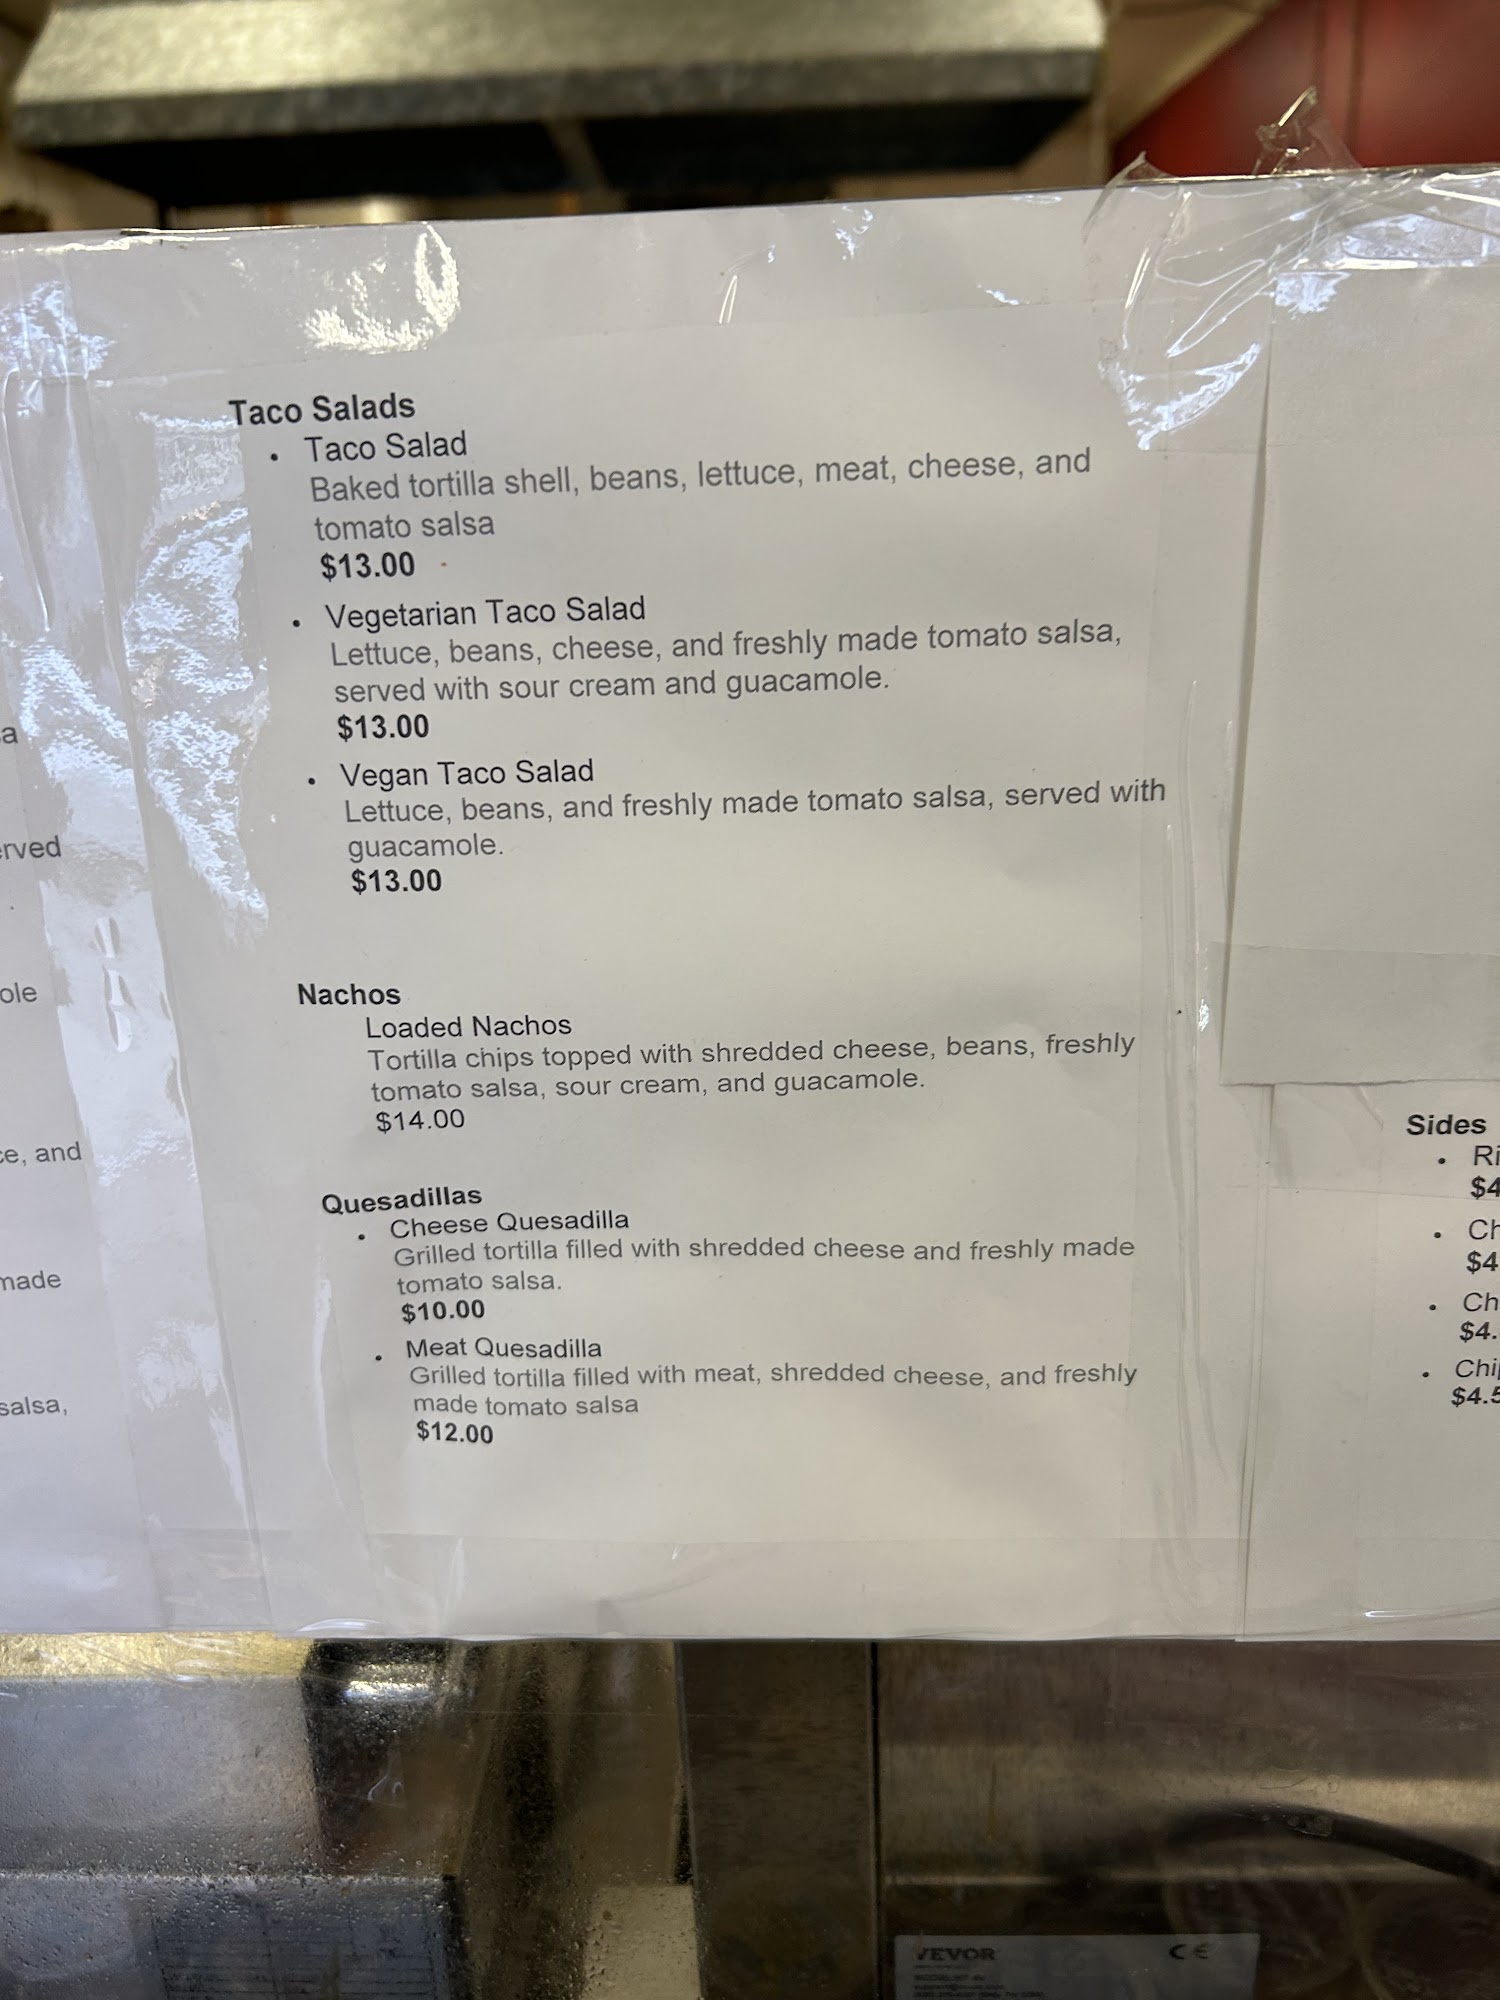 Taco Salads
• Taco Salad
Baked tortilla shell, beans, lettuce, meat, cheese, and
tomato salsa
$13.00
• Vegetarian Taco Salad
Lettuce, beans, cheese, and freshly made tomato salsa,
served with sour cream and guacamole.
$13.00
• Vegan Taco Salad
Lettuce, beans, and freshly made tomato salsa, served with
guacamole.
$13.00
Nachos
Loaded Nachos
Tortilla chips topped with shredded cheese, beans, freshly
tomato salsa, sour cream, and guacamole.
$14.00
Quesadillas
• Cheese Quesadilla
Grilled tortilla filled with shredded cheese and freshly made
tomato salsa.
$10.00
• Meat Quesadilla
Grilled tortilla filled with meat, shredded cheese, and freshly
made tomato salsa
$12.00
and
made
salsa,
Sides
VEVOR CE